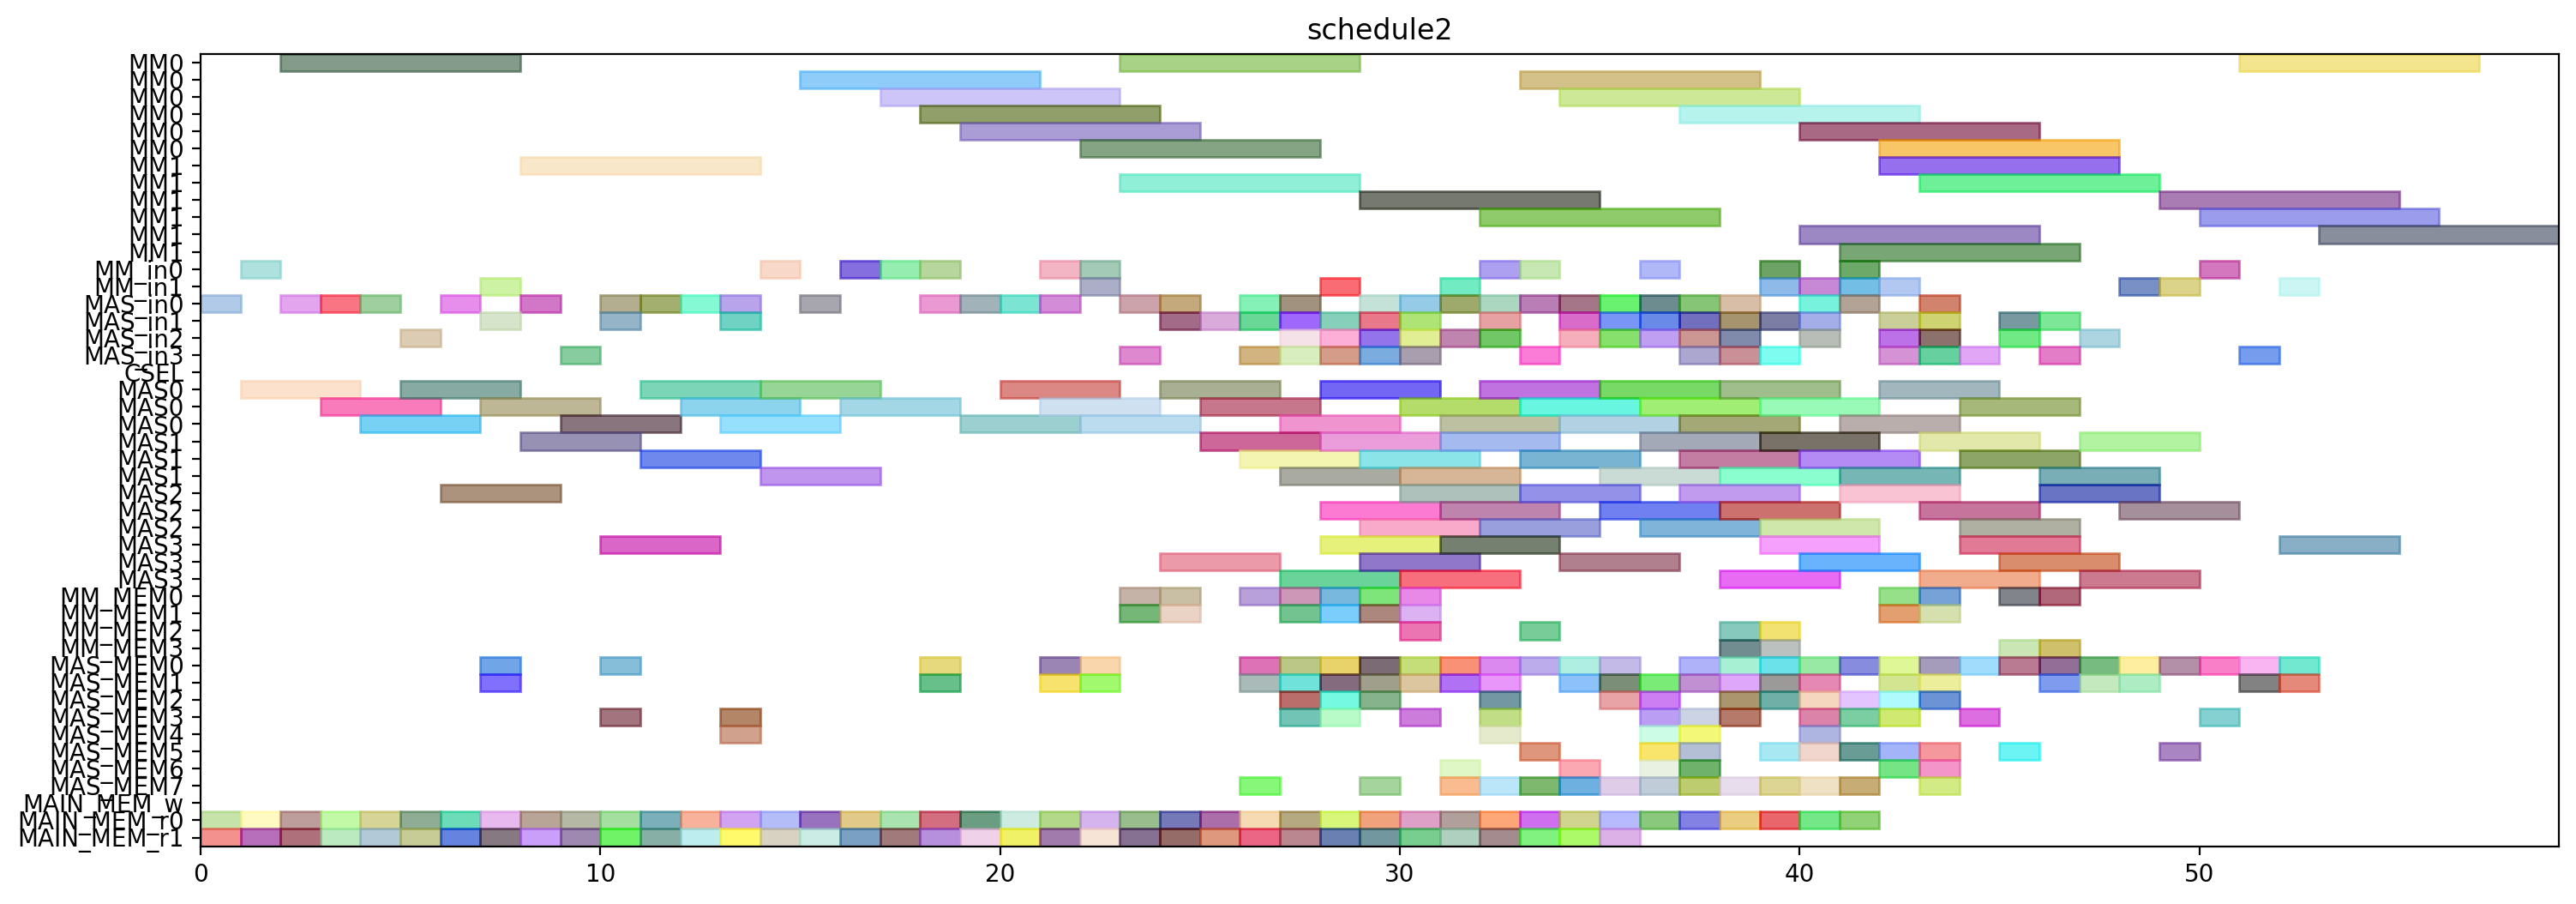 schedule2
MM0
MM0
MM0
MM0
MM0
MM0
MM1
MM1
MM1
MM1
MM1
MM1
MM_in0
MM_in1
MAS_in0
MAS_in1
MAS_in2
MAS_in3
CSEL
MAS0
MAS0
MAS0
MAS1
MAS1
MAS1
MAS2
MAS2
MAS2
MAS3
MAS3
MAS3
MM_MEM0
MM_MEM1
MM_MEM2
MM_MEM3
MAS_MEM0
MAS_MEM1
MAS_MEM2
MAS_MEM3
MAS_MEM4
MAS_MEM5
MAS_MEM6
MAS_MEM7
MAIN_MEM_w
MAIN_MEM_r0
MAIN_MEM_r1
0 10 20 30 40 50